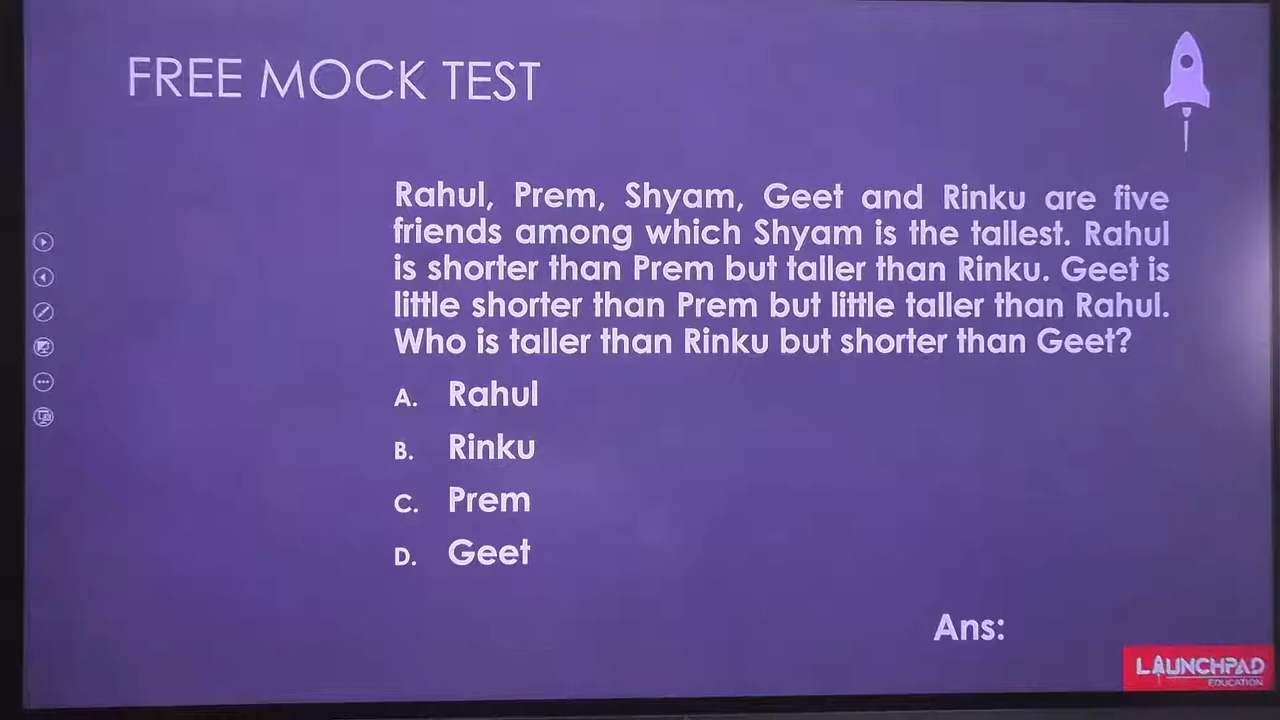 FREE MOCK TEST
Rahul, Prem, Shyam, Geet and Rinku are five
friends among which Shyam is the tallest. Rahul
is shorter than Prem but taller than Rinku. Geet is
little shorter than Prem but little taller than Rahul.
Who is taller than Rinku but shorter than Geet?
A. Rahul
B. Rinku
C. Prem
D. Geet
Ans:
LAUNCHPAD
EDUCATION